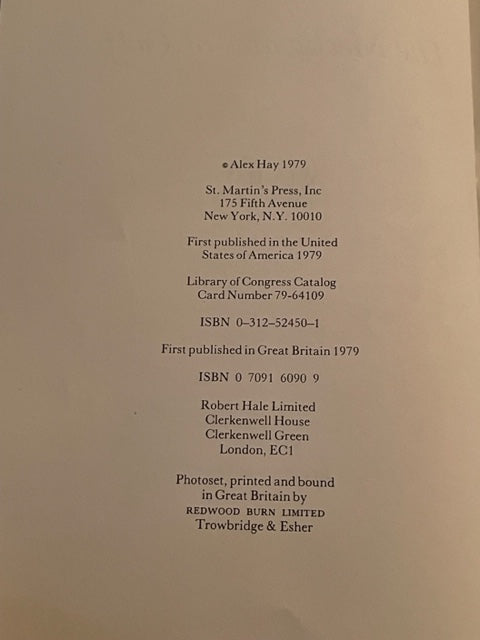 © Alex Hay 1979
St. Martin's Press, Inc
175 Fifth Avenue
New York, N.Y. 10010
First published in the United
States of America 1979
Library of Congress Catalog
Card Number 79-64109
ISBN 0-312-52450-1
First published in Great Britain 1979
ISBN 0 7091 6090 9
Robert Hale Limited
Clerkenwell House
Clerkenwell Green
London, EC1
Photoset, printed and bound
in Great Britain by
REDWOOD BURN LIMITED
Trowbridge & Esher